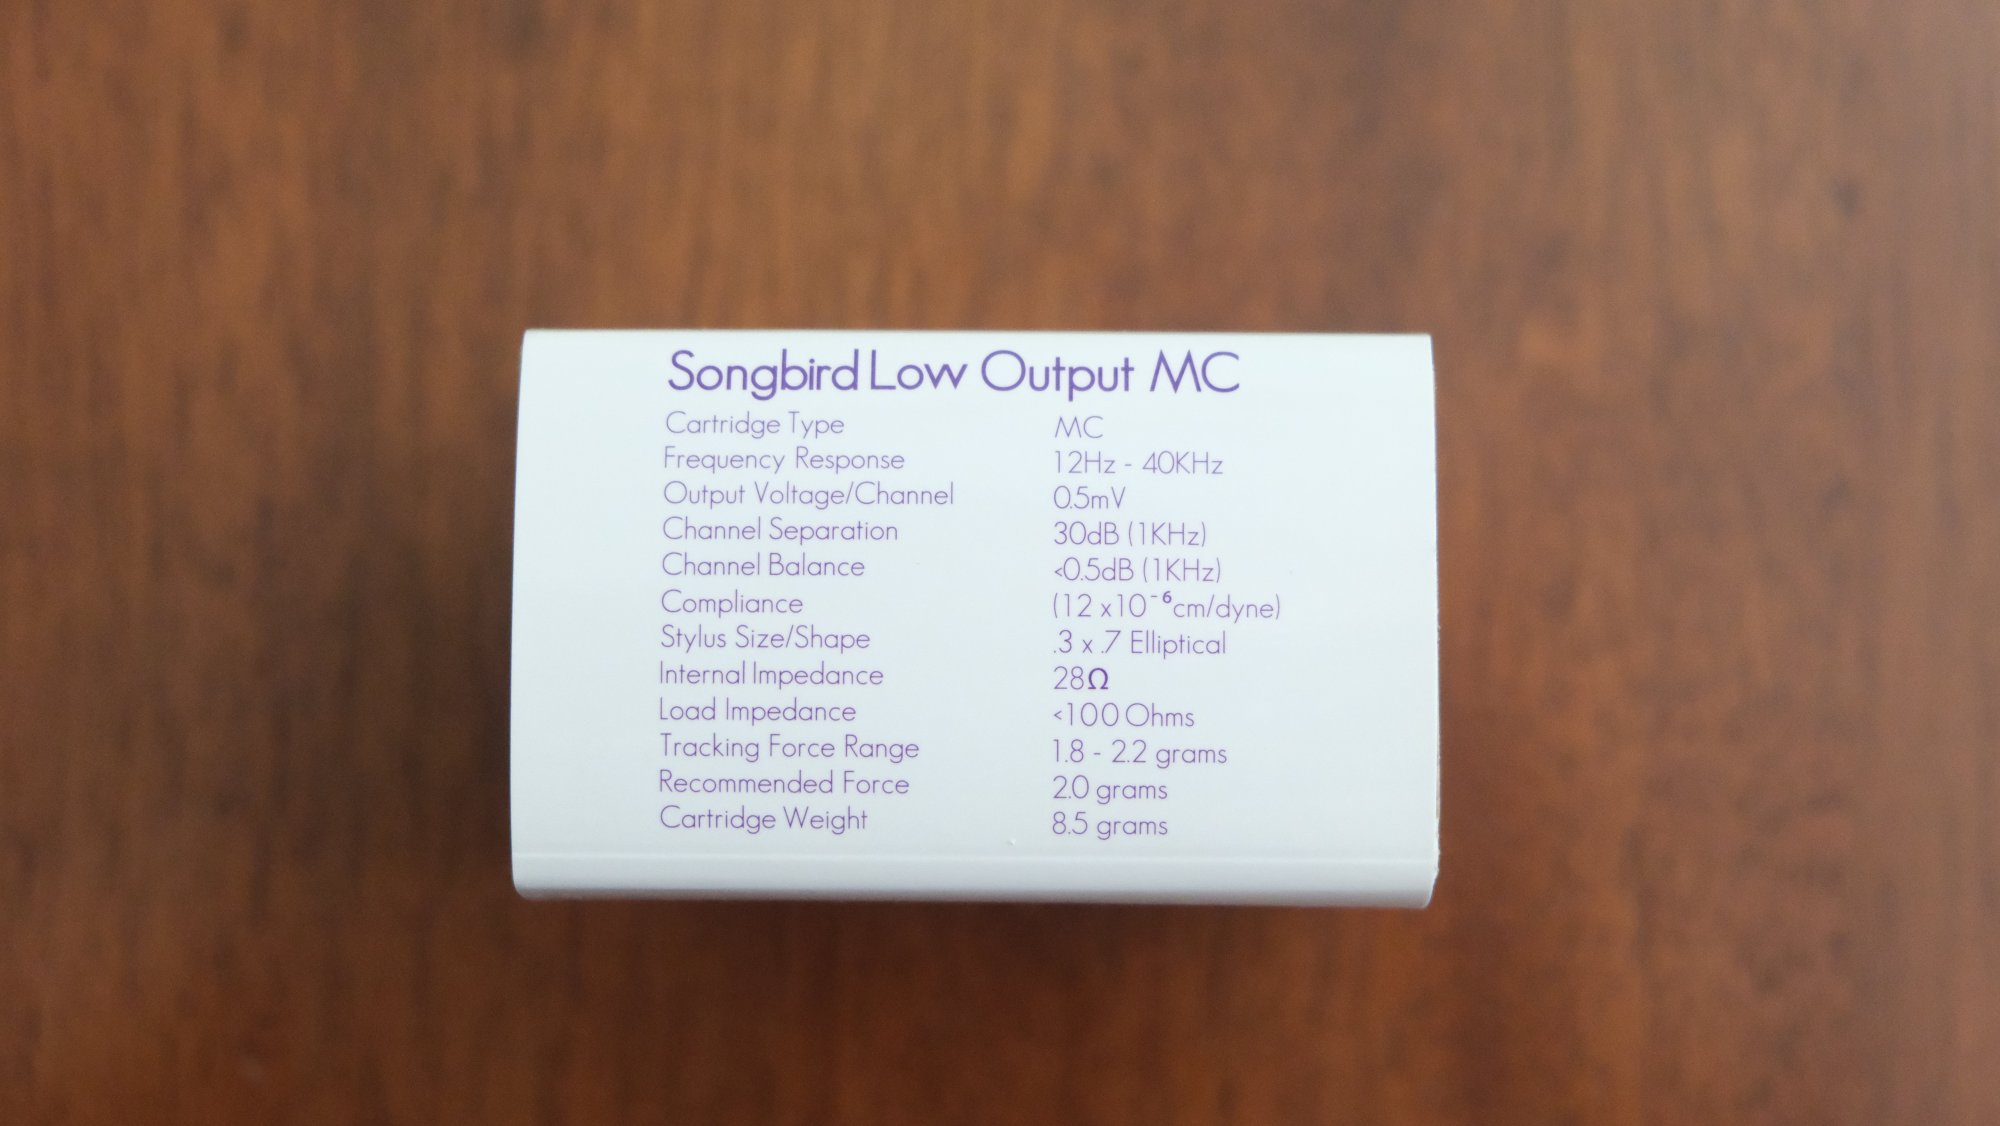 Songbird Low Output MC
Cartridge Type MC
Frequency Response 12Hz - 40KHz
Output Voltage/Channel 0.5mV
Channel Separation 30dB (1KHz)
Channel Balance <0.5dB (1KHz)
Compliance (12 x10⁻⁶cm/dyne)
Stylus Size/Shape .3 x .7 Elliptical
Internal Impedance 28Ω
Load Impedance <100 Ohms
Tracking Force Range 1.8 - 2.2 grams
Recommended Force 2.0 grams
Cartridge Weight 8.5 grams